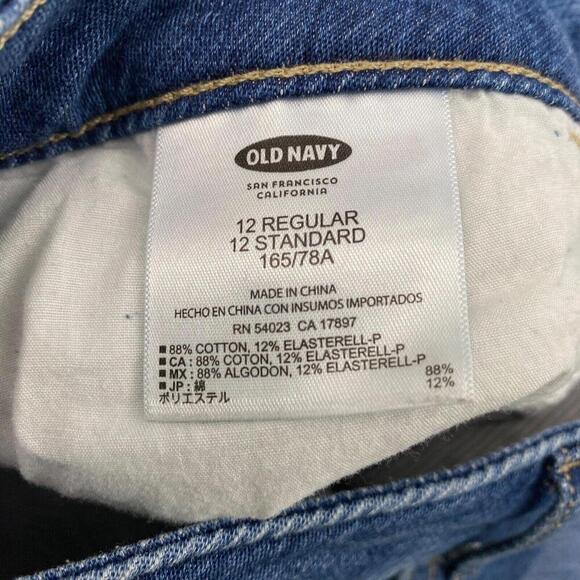 OLD NAVY
SAN FRANCISCO
CALIFORNIA
12 REGULAR
12 STANDARD
165/78A
MADE IN CHINA
HECHO EN CHINA CON INSUMOS IMPORTADOS
RN 54023 CA 17897
■ 88% COTTON, 12% ELASTERELL-P
■ CA : 88% COTON, 12% ELASTERELL-P
■ MX : 88% ALGODON, 12% ELASTERELL-P
■ JP : 綿 88%
ポリエステル 12%